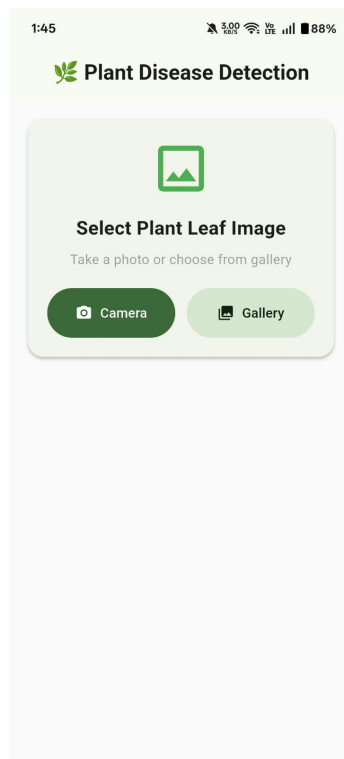 1:45 3.00 KB/S Vo LTE 88%
🌿 Plant Disease Detection
Select Plant Leaf Image
Take a photo or choose from gallery
Camera Gallery